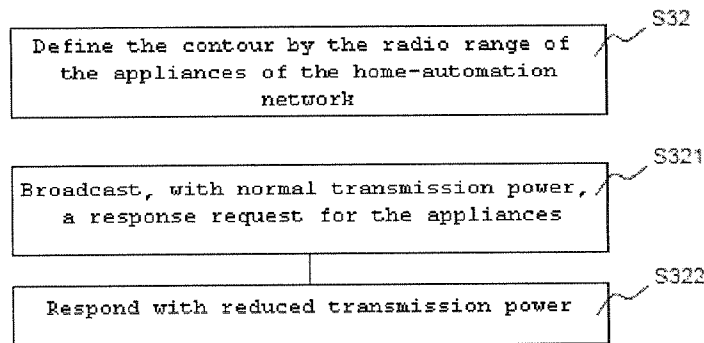 S32
Define the contour by the radio range of
the appliances of the home-automation
network
S321
Broadcast, with normal transmission power,
a response request for the appliances
S322
Respond with reduced transmission power